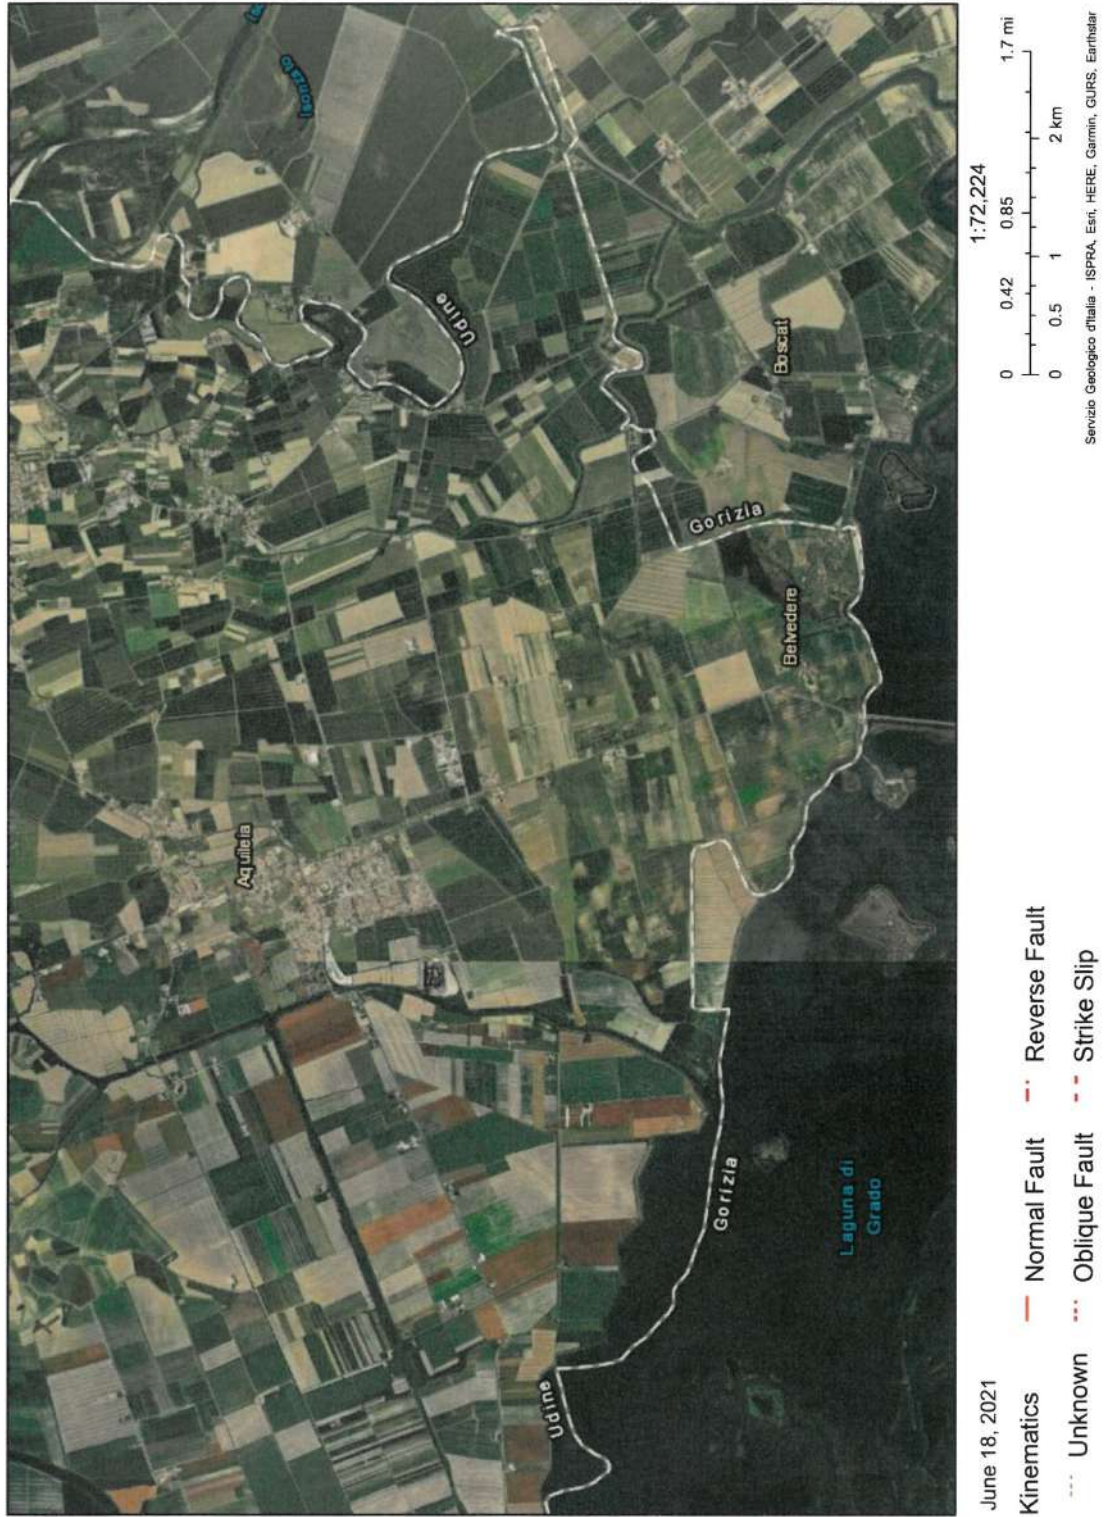 Isonzato
Udine
Aquileia
Boscat
Gorizia
Belvedere
Udine
Gorizia
Laguna di
Grado
June 18, 2021
Kinematics
Unknown
Normal Fault
Oblique Fault
Reverse Fault
Strike Slip
1:72,224
0 0.42 0.85 1.7 mi
0 0.5 1 2 km
Servizio Geologico d'Italia - ISPRA, Esri, HERE, Garmin, GURS, Earthstar